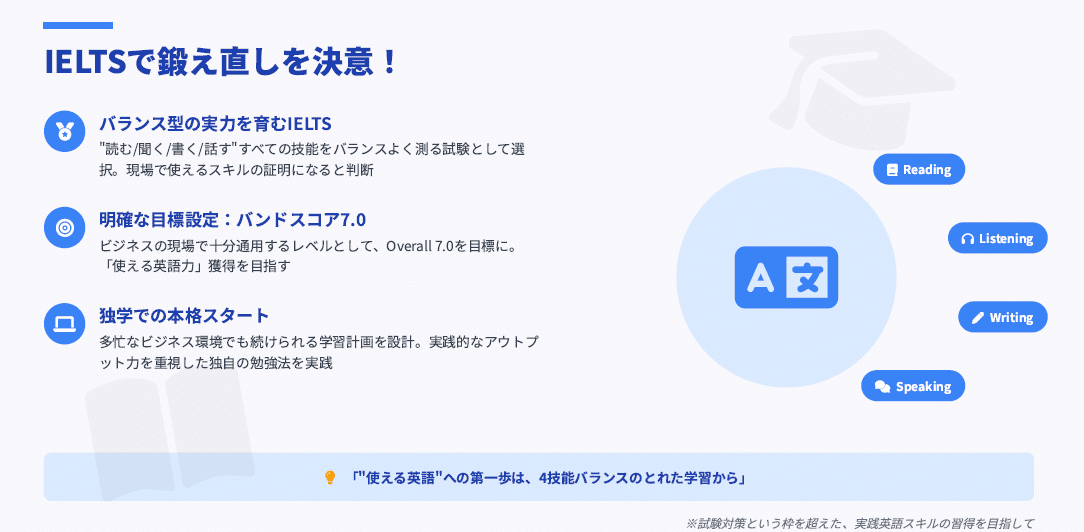 IELTSで鍛え直しを決意！
バランス型の実力を育むIELTS
"読む/聞く/書く/話す"すべての技能をバランスよく測る試験として選
択。現場で使えるスキルの証明になると判断
明確な目標設定：バンドスコア7.0
ビジネスの現場で十分通用するレベルとして、Overall 7.0を目標に。
「使える英語力」獲得を目指す
独学での本格スタート
多忙なビジネス環境でも続けられる学習計画を設計。実践的なアウトプ
ット力を重視した独自の勉強法を実践
A 文
Reading
Listening
Writing
Speaking
「"使える英語"への第一歩は、4技能バランスのとれた学習から」
※試験対策という枠を超えた、実践英語スキルの習得を目指して